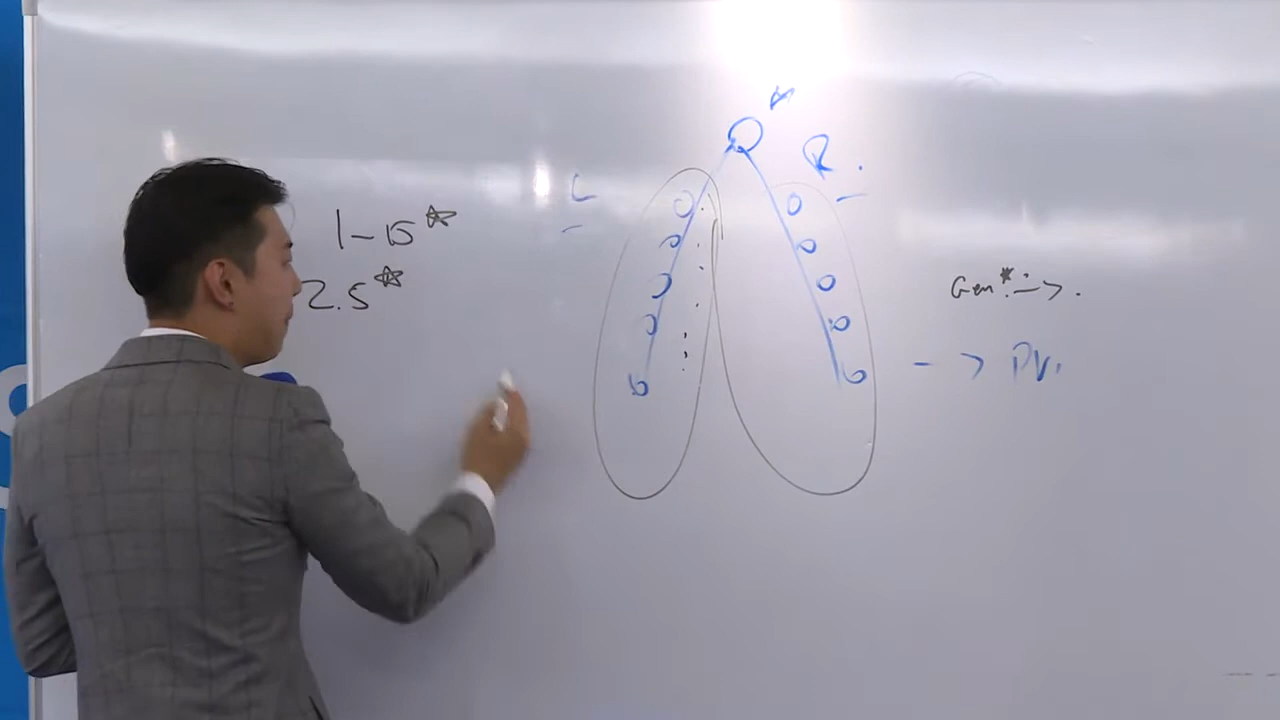 L
R.
1-15☆
2.5☆
Gen*.-->.
--> PV.